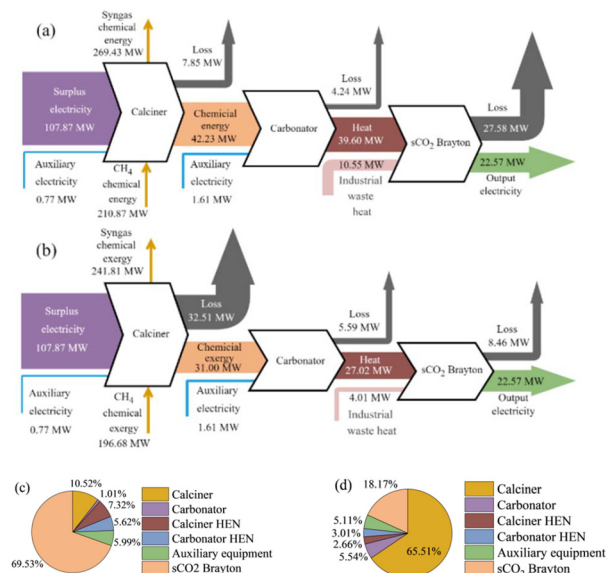 (a)
Syngas
chemical
energy
269.43 MW
Loss
7.85 MW
Surplus
electricity
107.87 MW
Calciner
Auxiliary
electricity
0.77 MW
CH4
chemical
energy
210.87 MW
Chemicial
energy
42.23 MW
Auxiliary
electricity
1.61 MW
Carbonator
Loss
4.24 MW
Heat
39.60 MW
10.55 MW
Industrial
waste
heat
sCO2 Brayton
Loss
27.58 MW
22.57 MW
Output
electricity
(b)
Syngas
chemical
exergy
241.81 MW
Loss
32.51 MW
Surplus
electricity
107.87 MW
Calciner
Auxiliary
electricity
0.77 MW
CH4
chemical
exergy
196.68 MW
Chemicial
exergy
31.00 MW
Auxiliary
electricity
1.61 MW
Carbonator
Loss
5.59 MW
Heat
27.02 MW
4.01 MW
Industrial
waste heat
sCO2 Brayton
Loss
8.46 MW
22.57 MW
Output
electricity
(c)
10.52%
1.01%
7.32%
5.62%
5.99%
69.53%
Calciner
Carbonator
Calciner HEN
Carbonator HEN
Auxiliary equipment
sCO2 Brayton
(d)
18.17%
5.11%
3.01%
2.66%
5.54%
65.51%
Calciner
Carbonator
Calciner HEN
Carbonator HEN
Auxiliary equipment
sCO2 Brayton